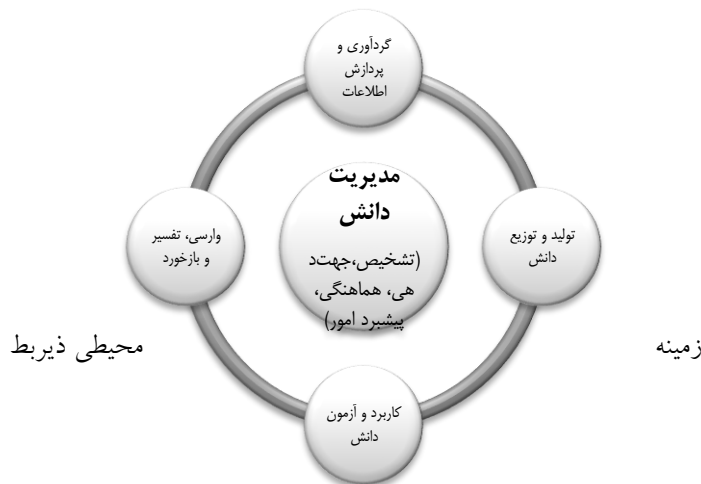 گردآوری و
پردازش
اطلاعات
مدیریت
دانش
(تشخیص،جهت‌د
هی، هماهنگی،
پیشبرد امور)
تولید و توزیع
دانش
وارسی، تفسیر
و بازخورد
زمینه
محیطی ذیربط
کاربرد و آزمون
دانش